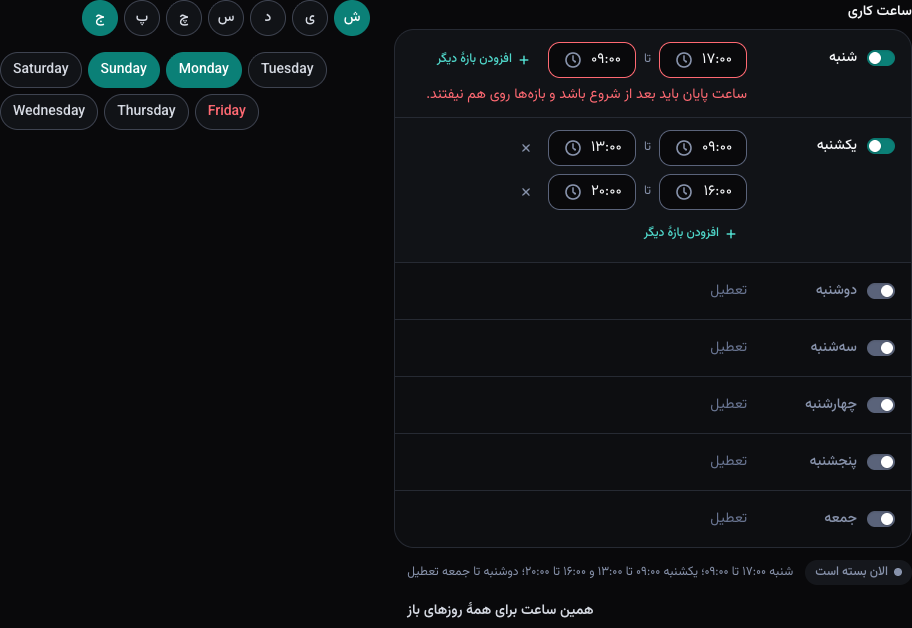 ساعت کاری
شنبه ۱۷:۰۰ تا ۰۹:۰۰ + افزودن بازهٔ دیگر
ساعت پایان باید بعد از شروع باشد و بازه‌ها روی هم نیفتند.
یکشنبه ۰۹:۰۰ تا ۱۳:۰۰ ×
۱۶:۰۰ تا ۲۰:۰۰ ×
+ افزودن بازهٔ دیگر
دوشنبه تعطیل
سه‌شنبه تعطیل
چهارشنبه تعطیل
پنجشنبه تعطیل
جمعه تعطیل
الان بسته است
شنبه ۱۷:۰۰ تا ۰۹:۰۰؛ یکشنبه ۰۹:۰۰ تا ۱۳:۰۰ و ۱۶:۰۰ تا ۲۰:۰۰؛ دوشنبه تا جمعه تعطیل
همین ساعت برای همهٔ روزهای باز
ش ی د س چ پ ج
Saturday Sunday Monday Tuesday
Wednesday Thursday Friday